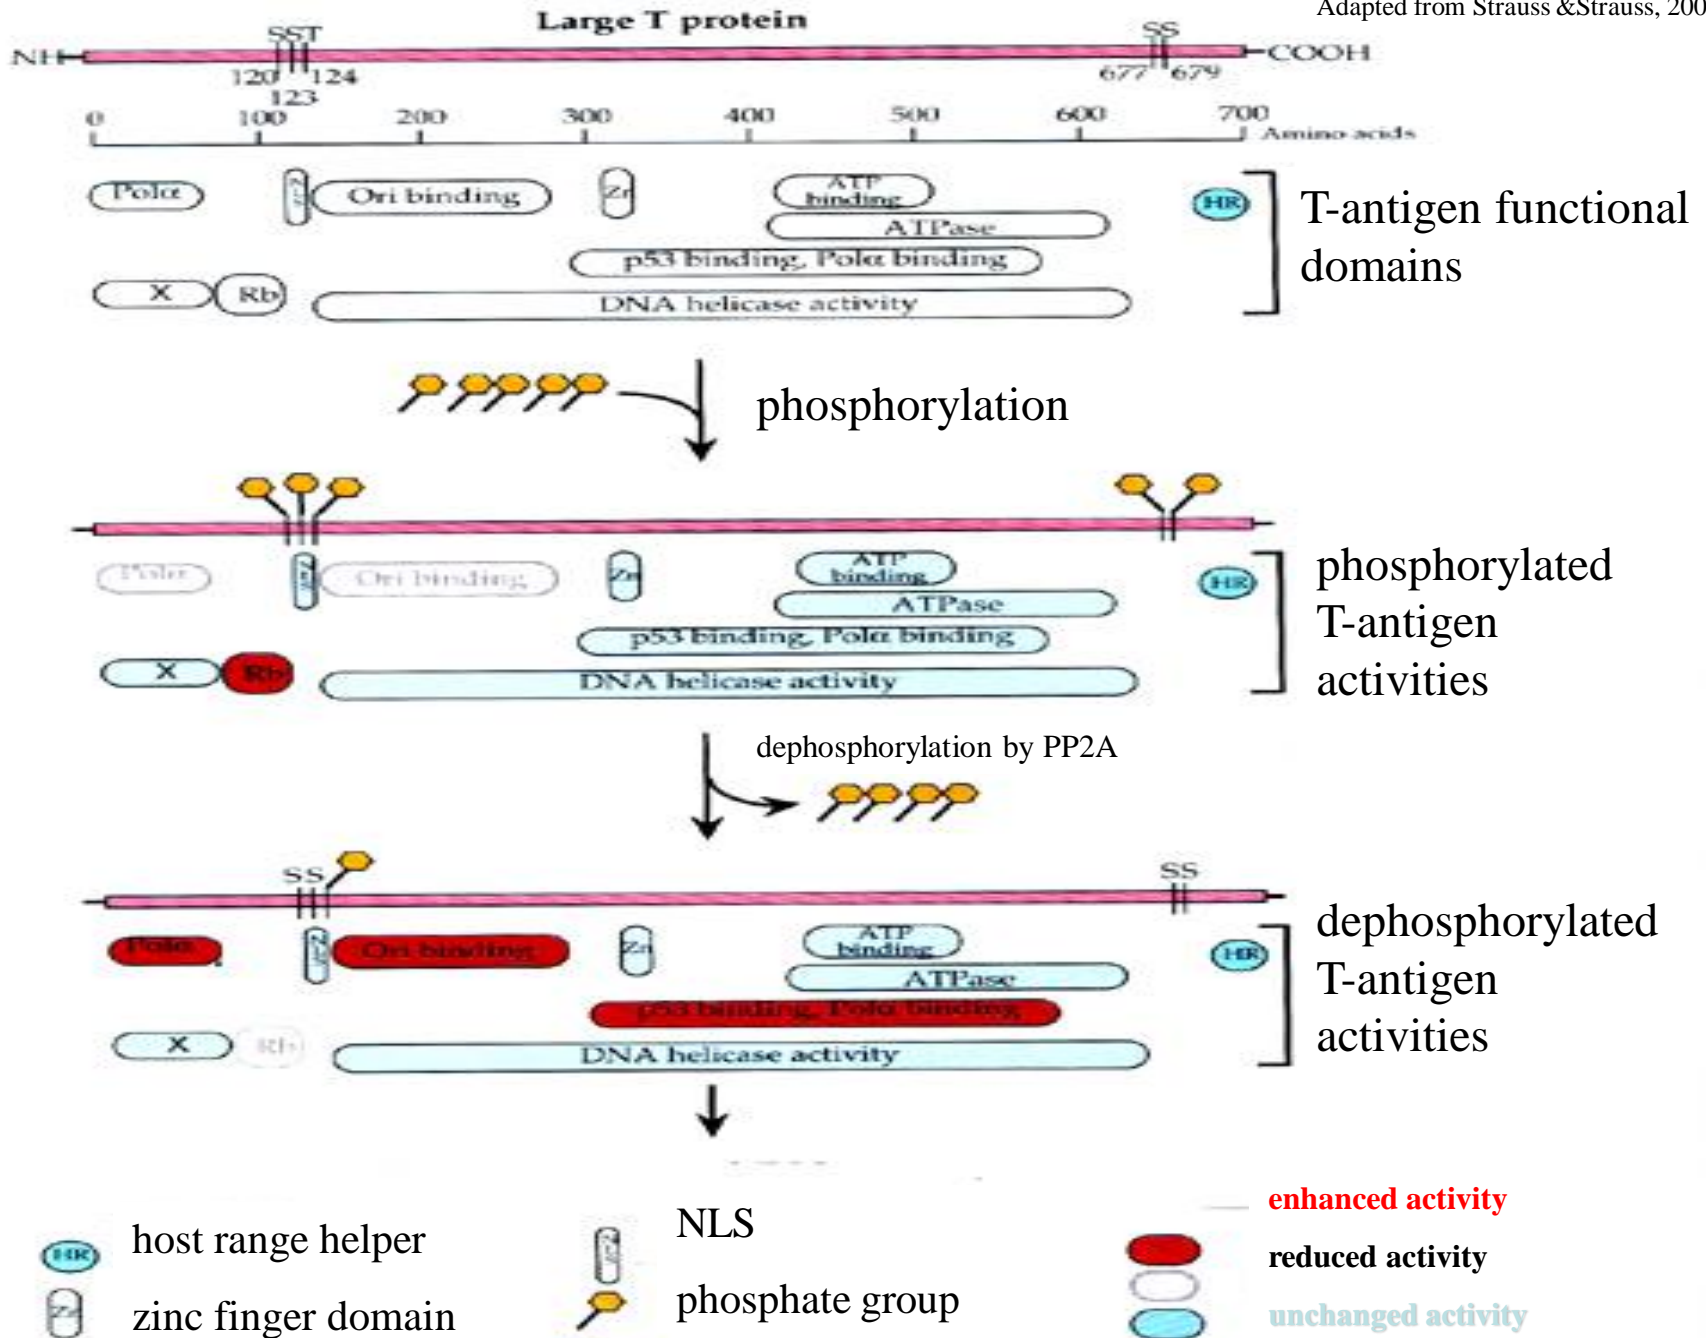 Adapted from Strauss &Strauss, 200
Large T protein
SST
SS
NH
COOH
120
124
123
677
679
0
100
200
300
400
500
600
700
Amino acids
Polα
Ori binding
Zn
ATP
binding
HR
ATPase
p53 binding, Polα binding
X
Rb
DNA helicase activity
T-antigen functional
domains
phosphorylation
Polα
Ori binding
Zn
ATP
binding
HR
ATPase
p53 binding, Polα binding
X
Rb
DNA helicase activity
phosphorylated
T-antigen
activities
dephosphorylation by PP2A
SS
SS
Polα
Ori binding
Zn
ATP
binding
HR
ATPase
p53 binding, Polα binding
X
Rb
DNA helicase activity
dephosphorylated
T-antigen
activities
HR
host range helper
Zn
zinc finger domain
NLS
phosphate group
enhanced activity
reduced activity
unchanged activity